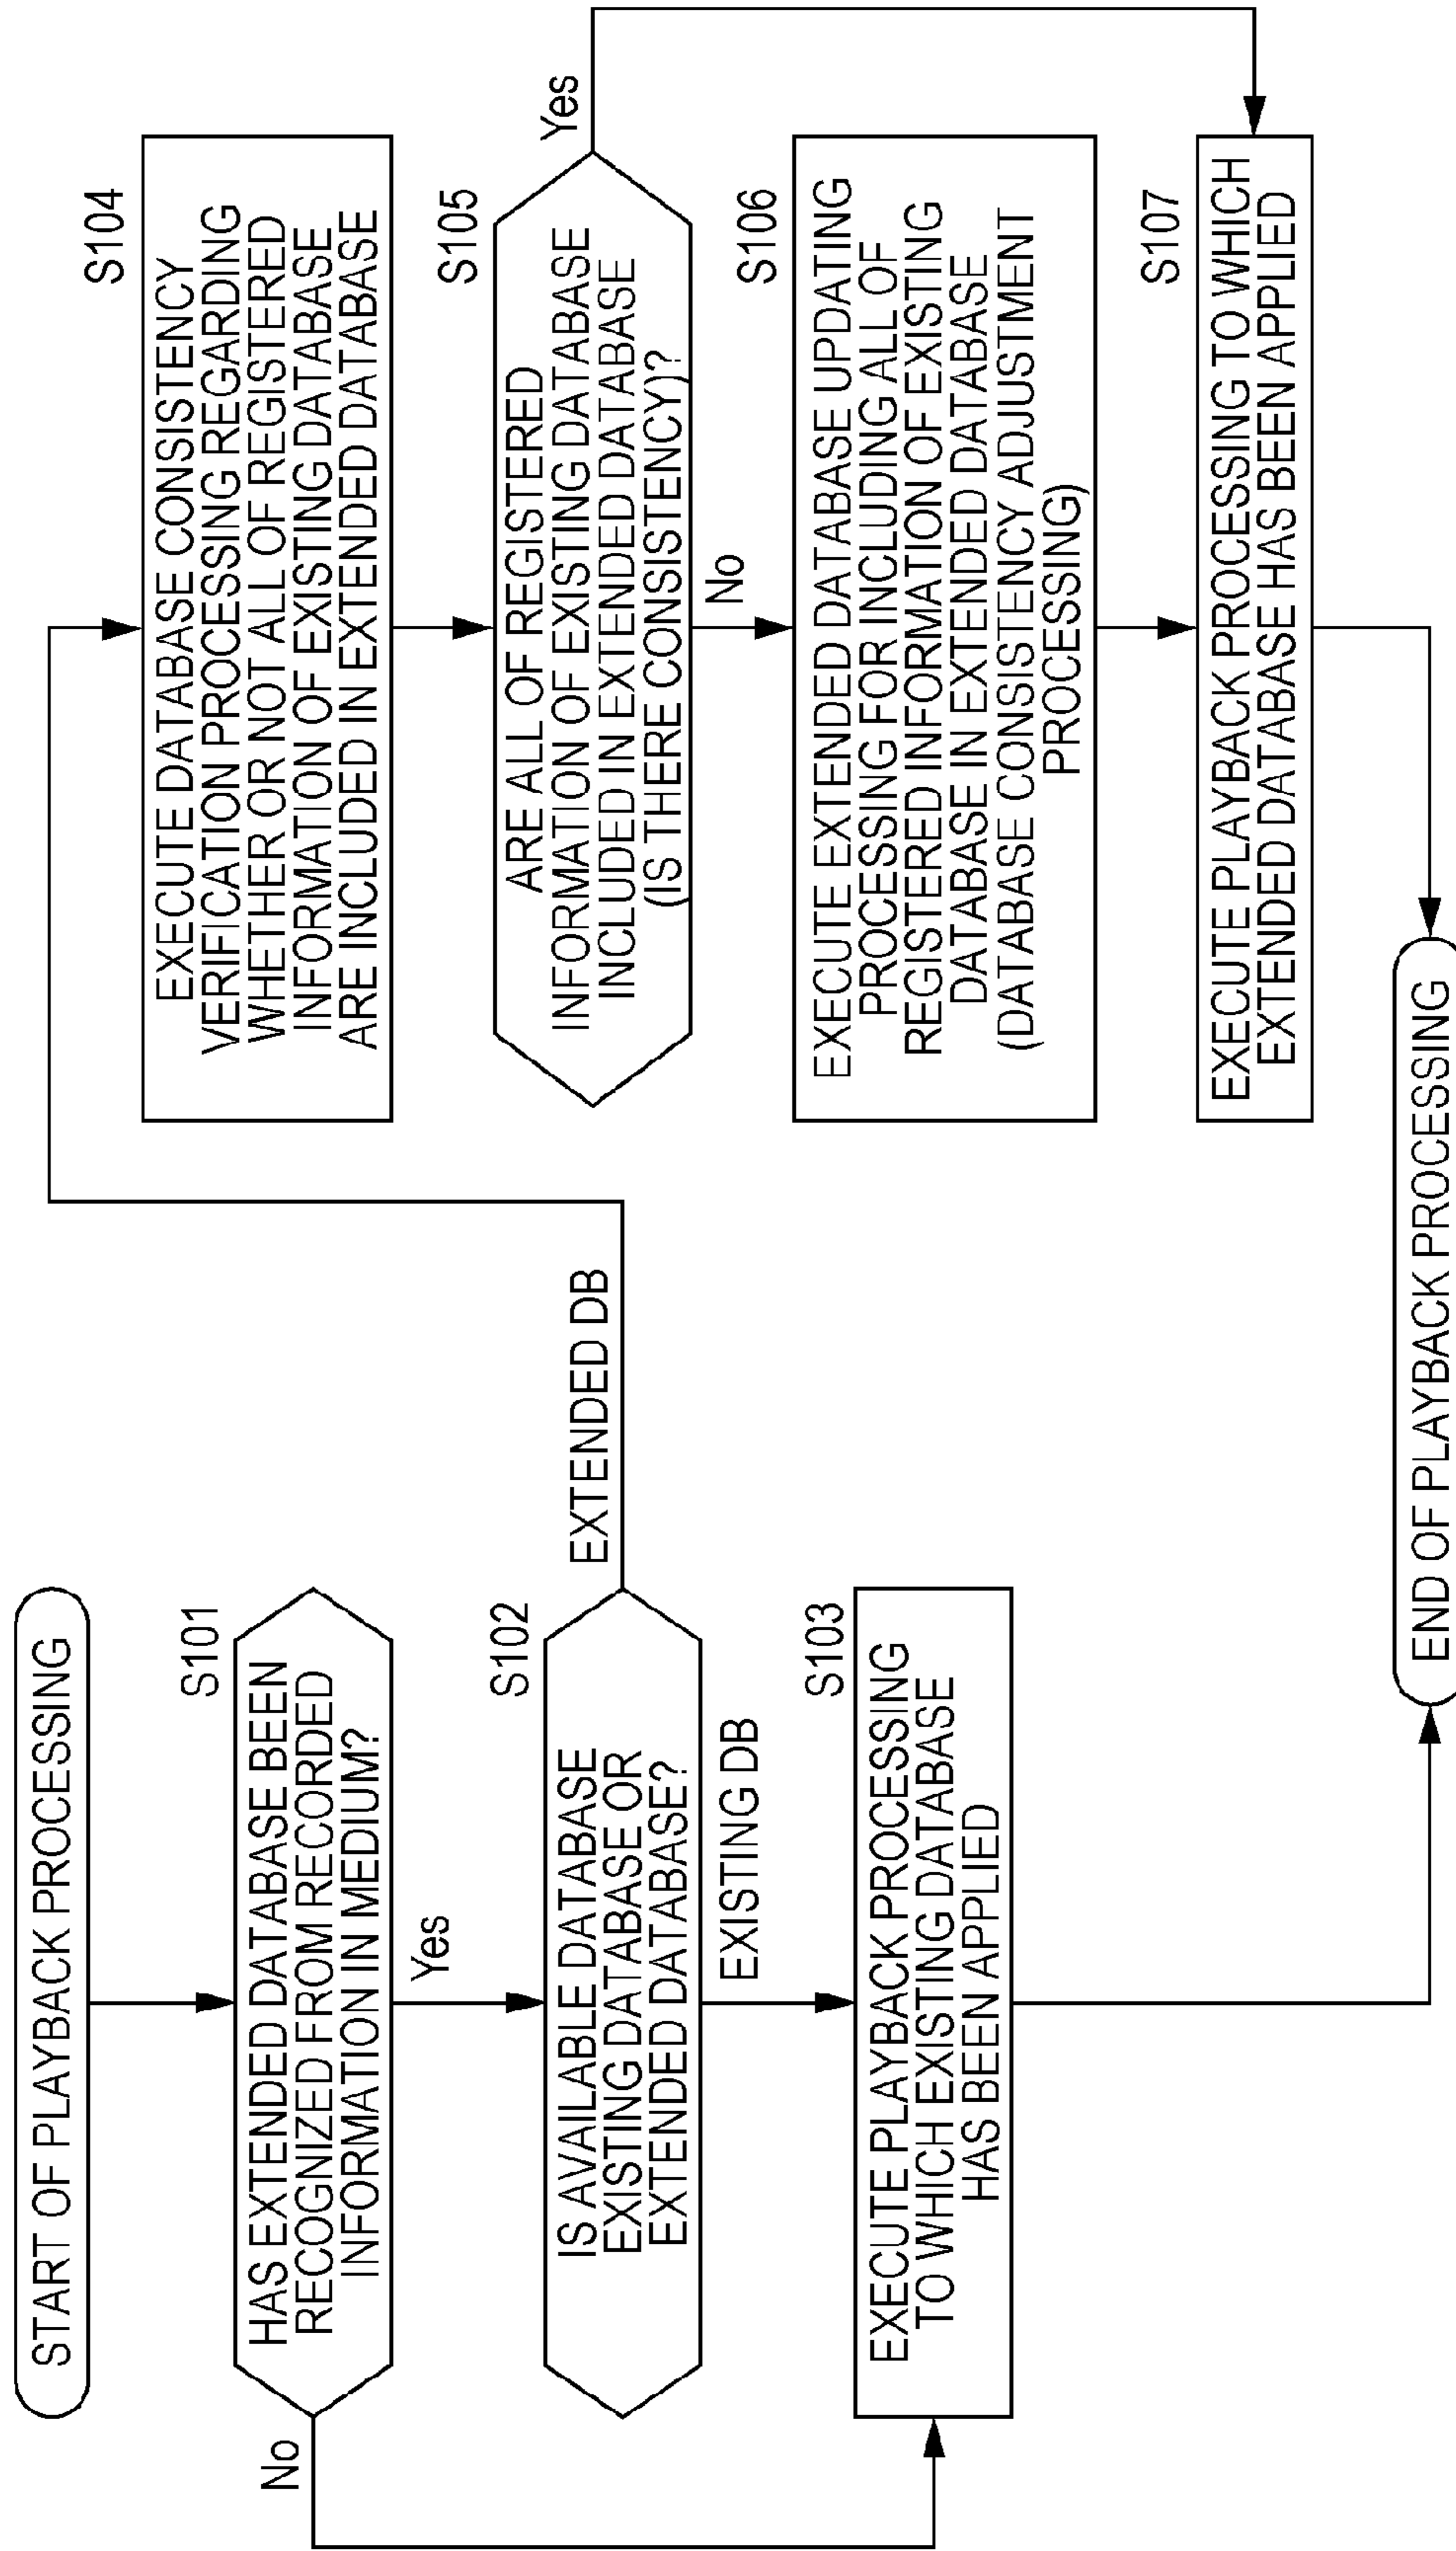 START OF PLAYBACK PROCESSING
S101
HAS EXTENDED DATABASE BEEN
RECOGNIZED FROM RECORDED
INFORMATION IN MEDIUM?
No
Yes
S102
IS AVAILABLE DATABASE
EXISTING DATABASE OR
EXTENDED DATABASE?
EXTENDED DB
EXISTING DB
S103
EXECUTE PLAYBACK PROCESSING
TO WHICH EXISTING DATABASE
HAS BEEN APPLIED
S104
EXECUTE DATABASE CONSISTENCY
VERIFICATION PROCESSING REGARDING
WHETHER OR NOT ALL OF REGISTERED
INFORMATION OF EXISTING DATABASE
ARE INCLUDED IN EXTENDED DATABASE
S105
ARE ALL OF REGISTERED
INFORMATION OF EXISTING DATABASE
INCLUDED IN EXTENDED DATABASE
(IS THERE CONSISTENCY)?
Yes
No
S106
EXECUTE EXTENDED DATABASE UPDATING
PROCESSING FOR INCLUDING ALL OF
REGISTERED INFORMATION OF EXISTING
DATABASE IN EXTENDED DATABASE
(DATABASE CONSISTENCY ADJUSTMENT
PROCESSING)
S107
EXECUTE PLAYBACK PROCESSING TO WHICH
EXTENDED DATABASE HAS BEEN APPLIED
END OF PLAYBACK PROCESSING